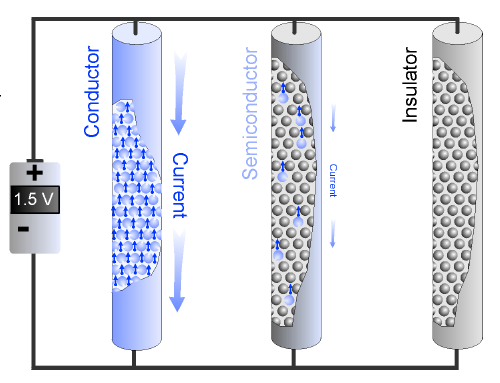 Conductor
Current
Semiconductor
Current
Insulator
+
1.5 V
-